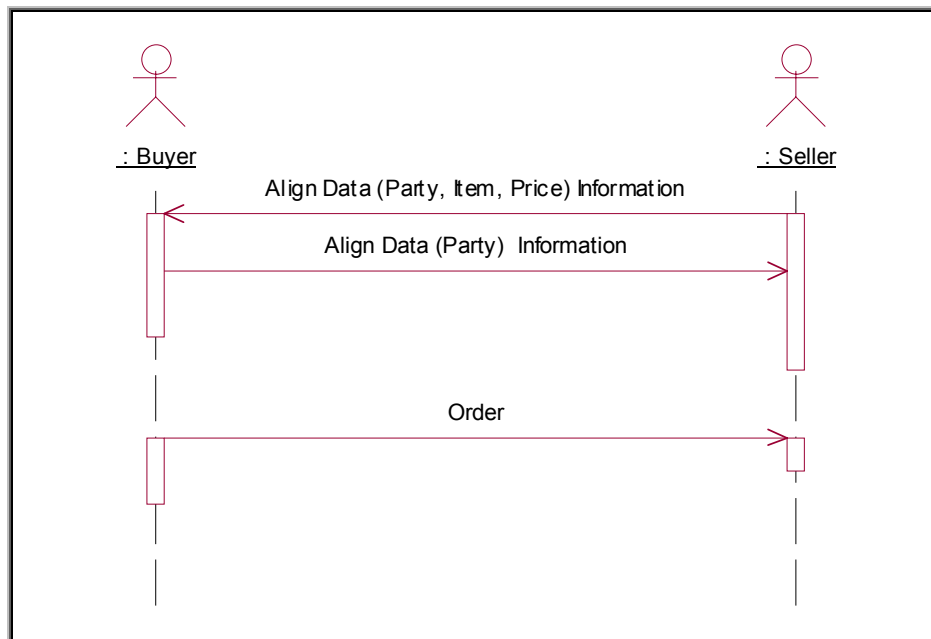 : Buyer
: Seller
Align Data (Party, Item, Price) Information
Align Data (Party) Information
Order